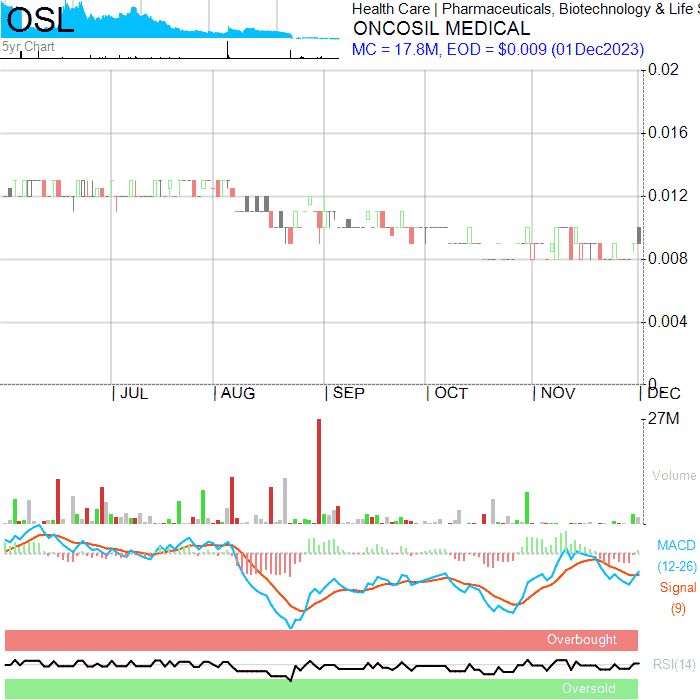 OSL
5yr Chart
Health Care | Pharmaceuticals, Biotechnology & Life S
ONCOSIL MEDICAL
MC = 17.8M, EOD = $0.009 (01Dec2023)
0.02
0.016
0.012
0.008
0.004
0
JUL AUG SEP OCT NOV DEC
27M
Volume
MACD
(12-26)
Signal
(9)
Overbought
RSI(14)
Oversold